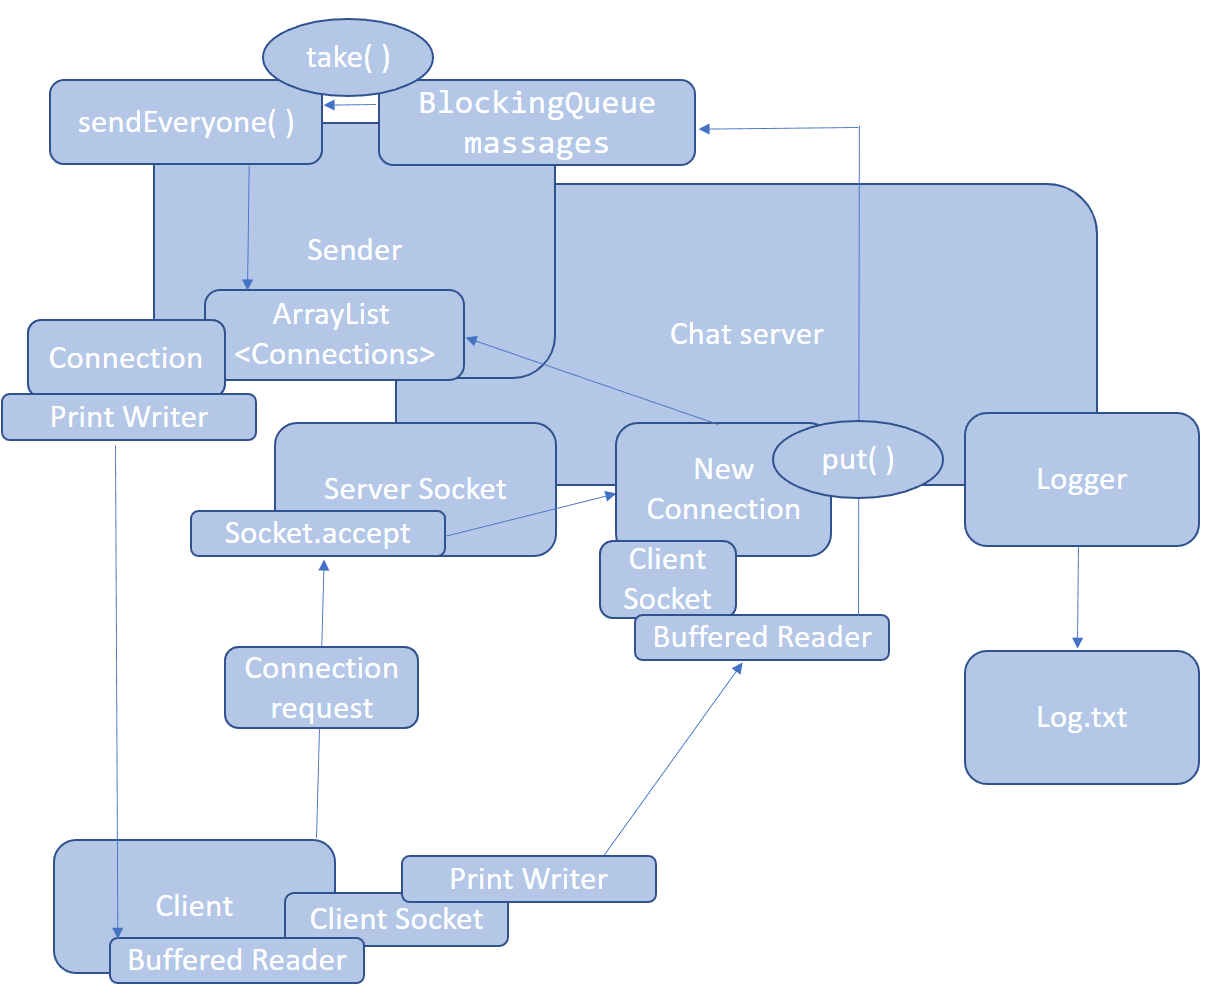 take( )
sendEveryone( )
BlockingQueue
massages
Sender
ArrayList
<Connections>
Chat server
Connection
Print Writer
Server Socket
Socket.accept
New
Connection
put( )
Logger
Client
Socket
Buffered Reader
Connection
request
Log.txt
Client
Print Writer
Client Socket
Buffered Reader